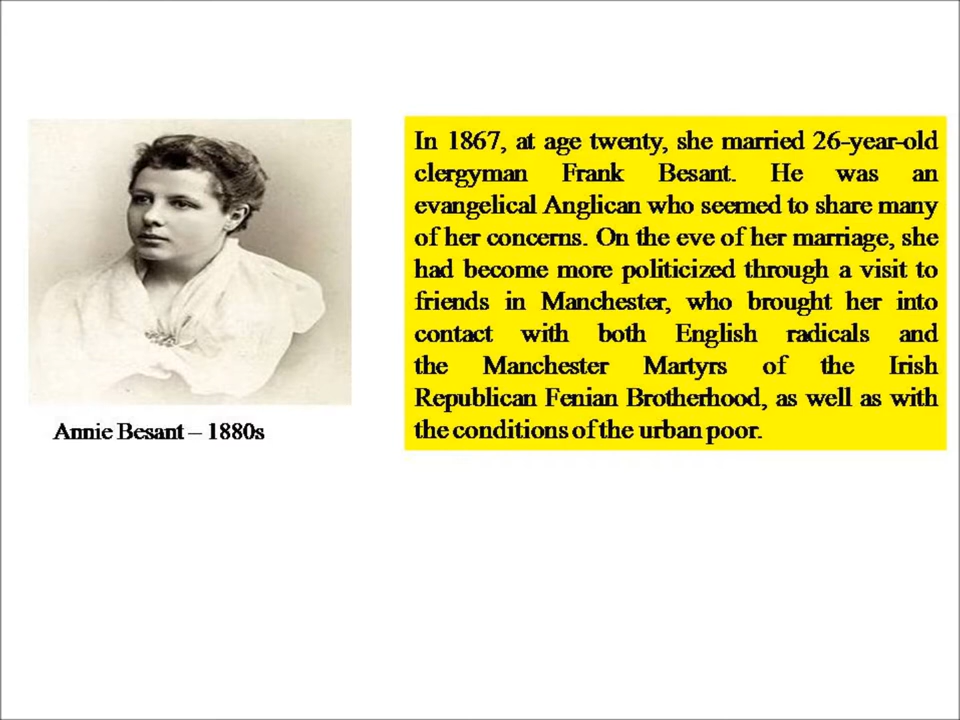 In 1867, at age twenty, she married 26-year-old
clergyman Frank Besant. He was an
evangelical Anglican who seemed to share many
of her concerns. On the eve of her marriage, she
had become more politicized through a visit to
friends in Manchester, who brought her into
contact with both English radicals and
the Manchester Martyrs of the Irish
Republican Fenian Brotherhood, as well as with
the conditions of the urban poor.
Annie Besant – 1880s